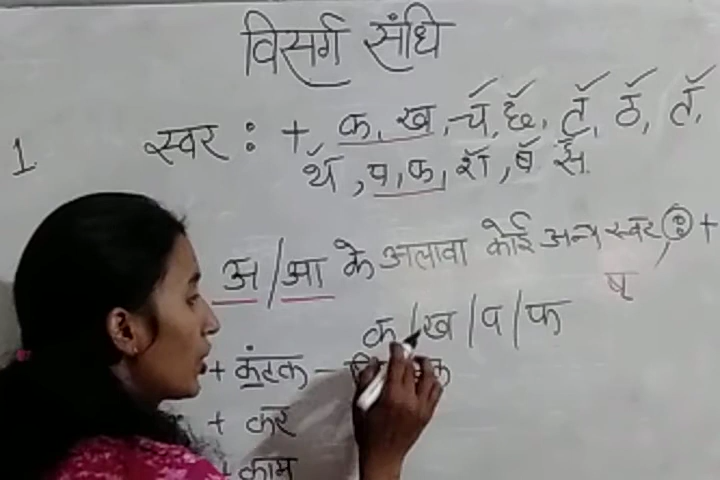 विसर्ग संधि
1 स्वर : + क, ख, च, छ, ट, ठ, त,
थ, प, फ, श, ष, स.
अ/आ के अलावा कोई अन्य स्वर, : +
ष्
क/ख/प/फ
+ कंटक –
+ कर
+ काम